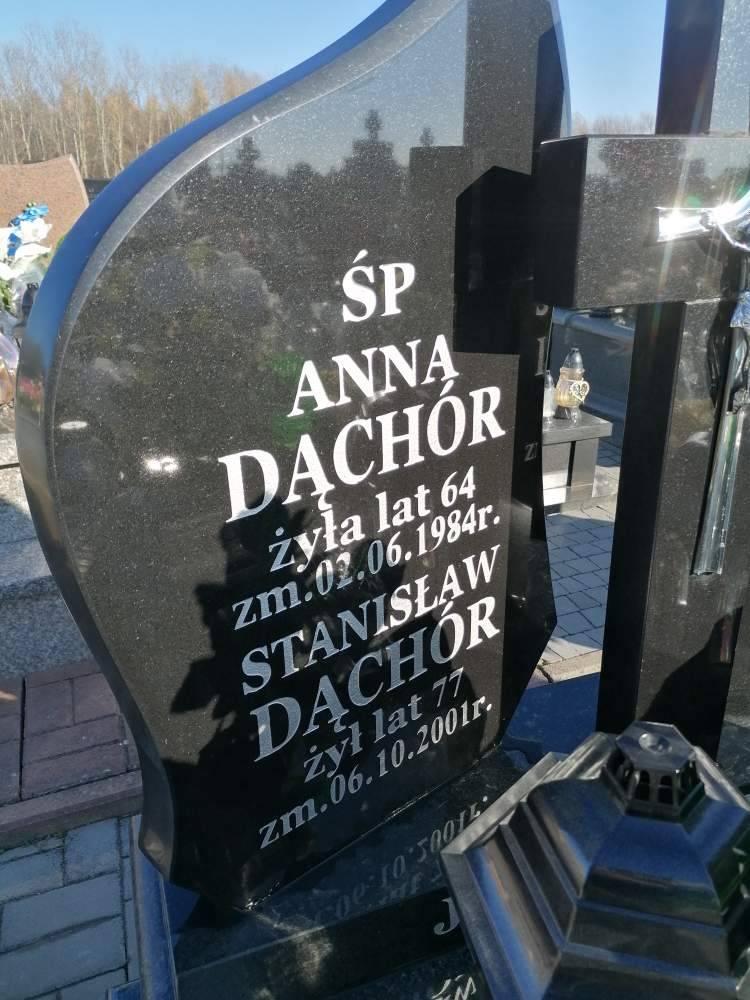 ŚP
ANNA
DĄCHÓR
żyła lat 64
zm.02.06.1984r.
STANISŁAW
DĄCHÓR
żył lat 77
zm.06.10.2001r.